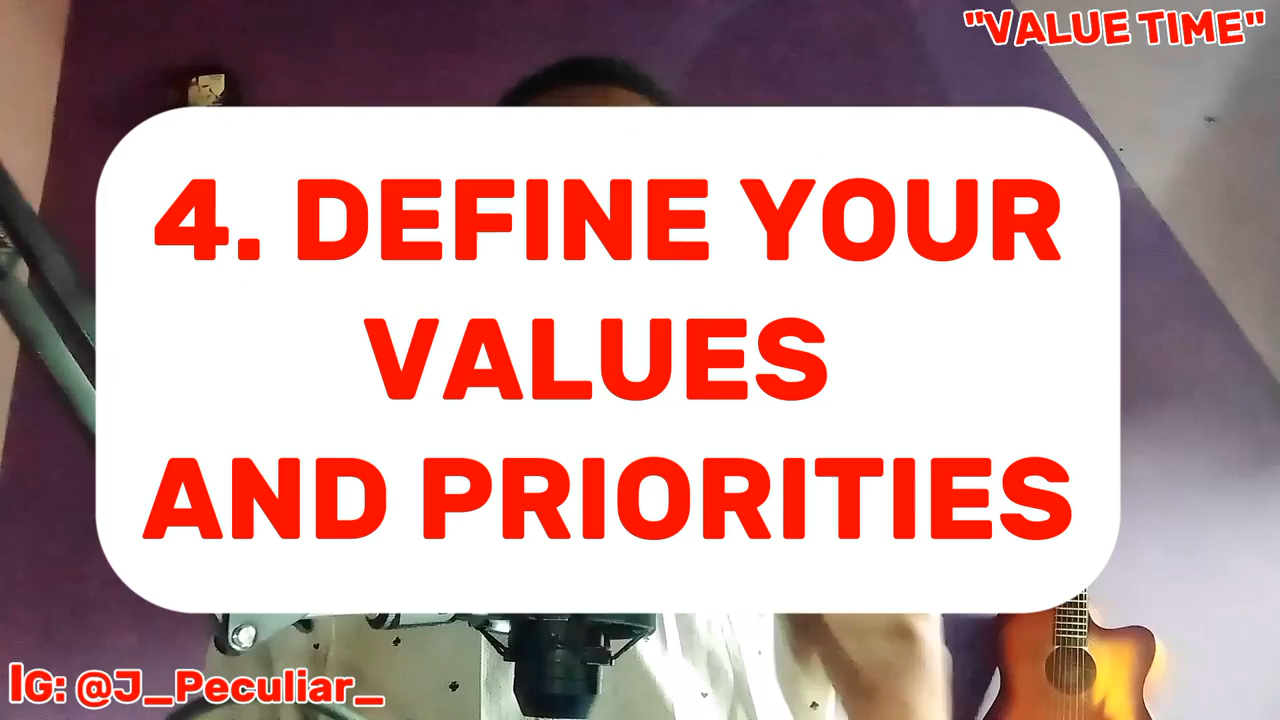 "VALUE TIME"
4. DEFINE YOUR
VALUES
AND PRIORITIES
IG: @J_Peculiar_